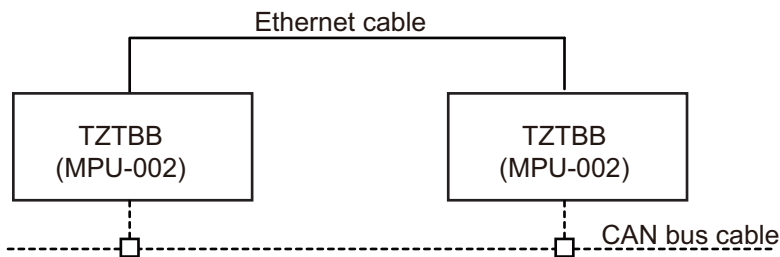 Ethernet cable
TZTBB
(MPU-002)
TZTBB
(MPU-002)
CAN bus cable